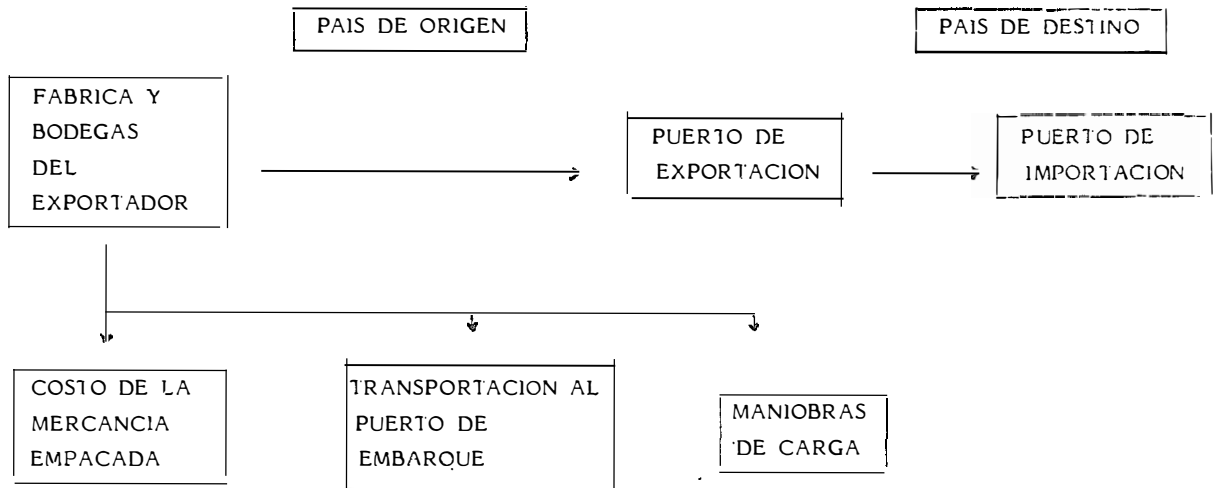 PAIS DE ORIGEN
PAIS DE DESTINO
FABRICA Y
BODEGAS
DEL
EXPORTADOR
PUERTO DE
EXPORTACION
PUERTO DE
IMPORTACION
COSTO DE LA
MERCANCIA
EMPACADA
TRANSPORTACION AL
PUERTO DE
EMBARQUE
MANIOBRAS
DE CARGA